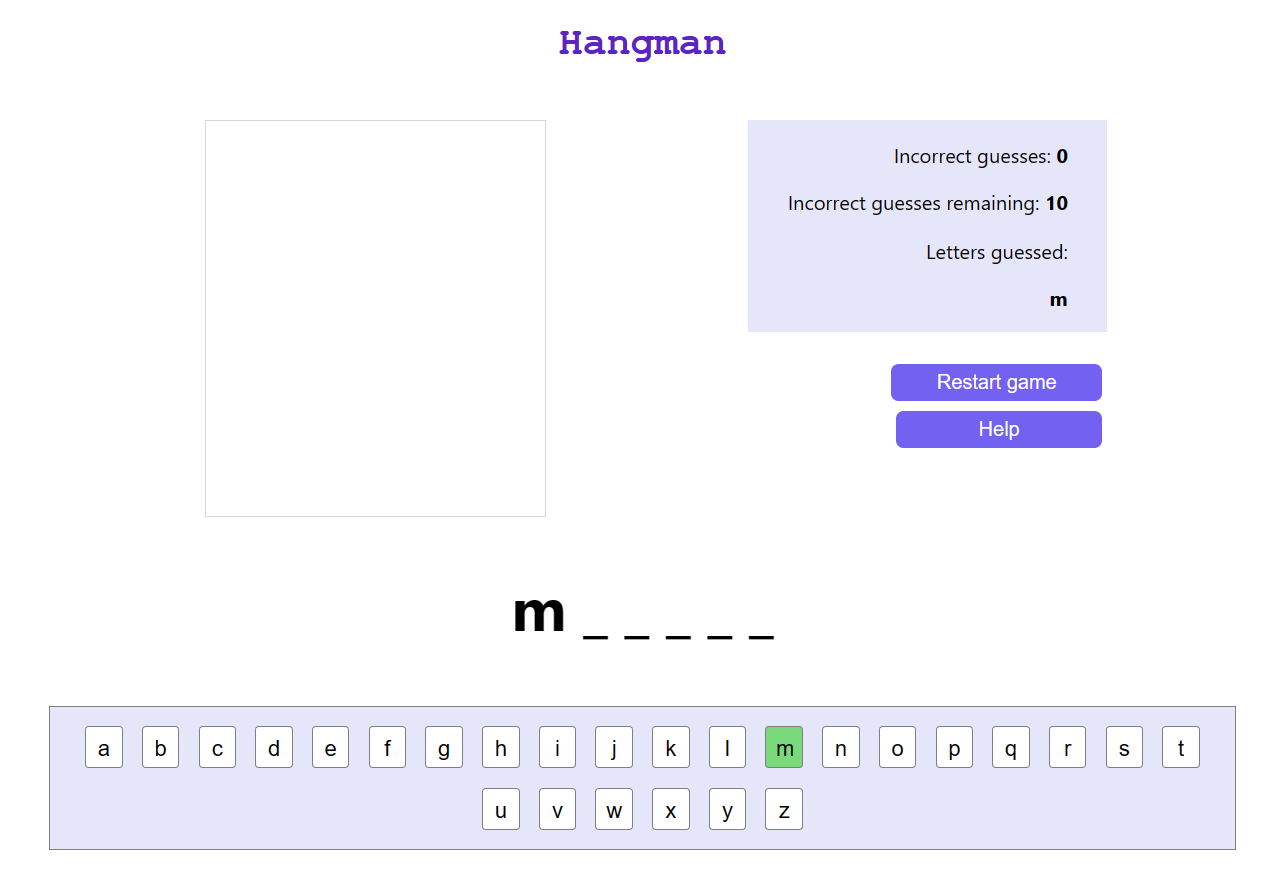 Hangman
Incorrect guesses: 0
Incorrect guesses remaining: 10
Letters guessed:
m
Restart game
Help
m _ _ _ _ _
a b c d e f g h i j k l m n o p q r s t
u v w x y z